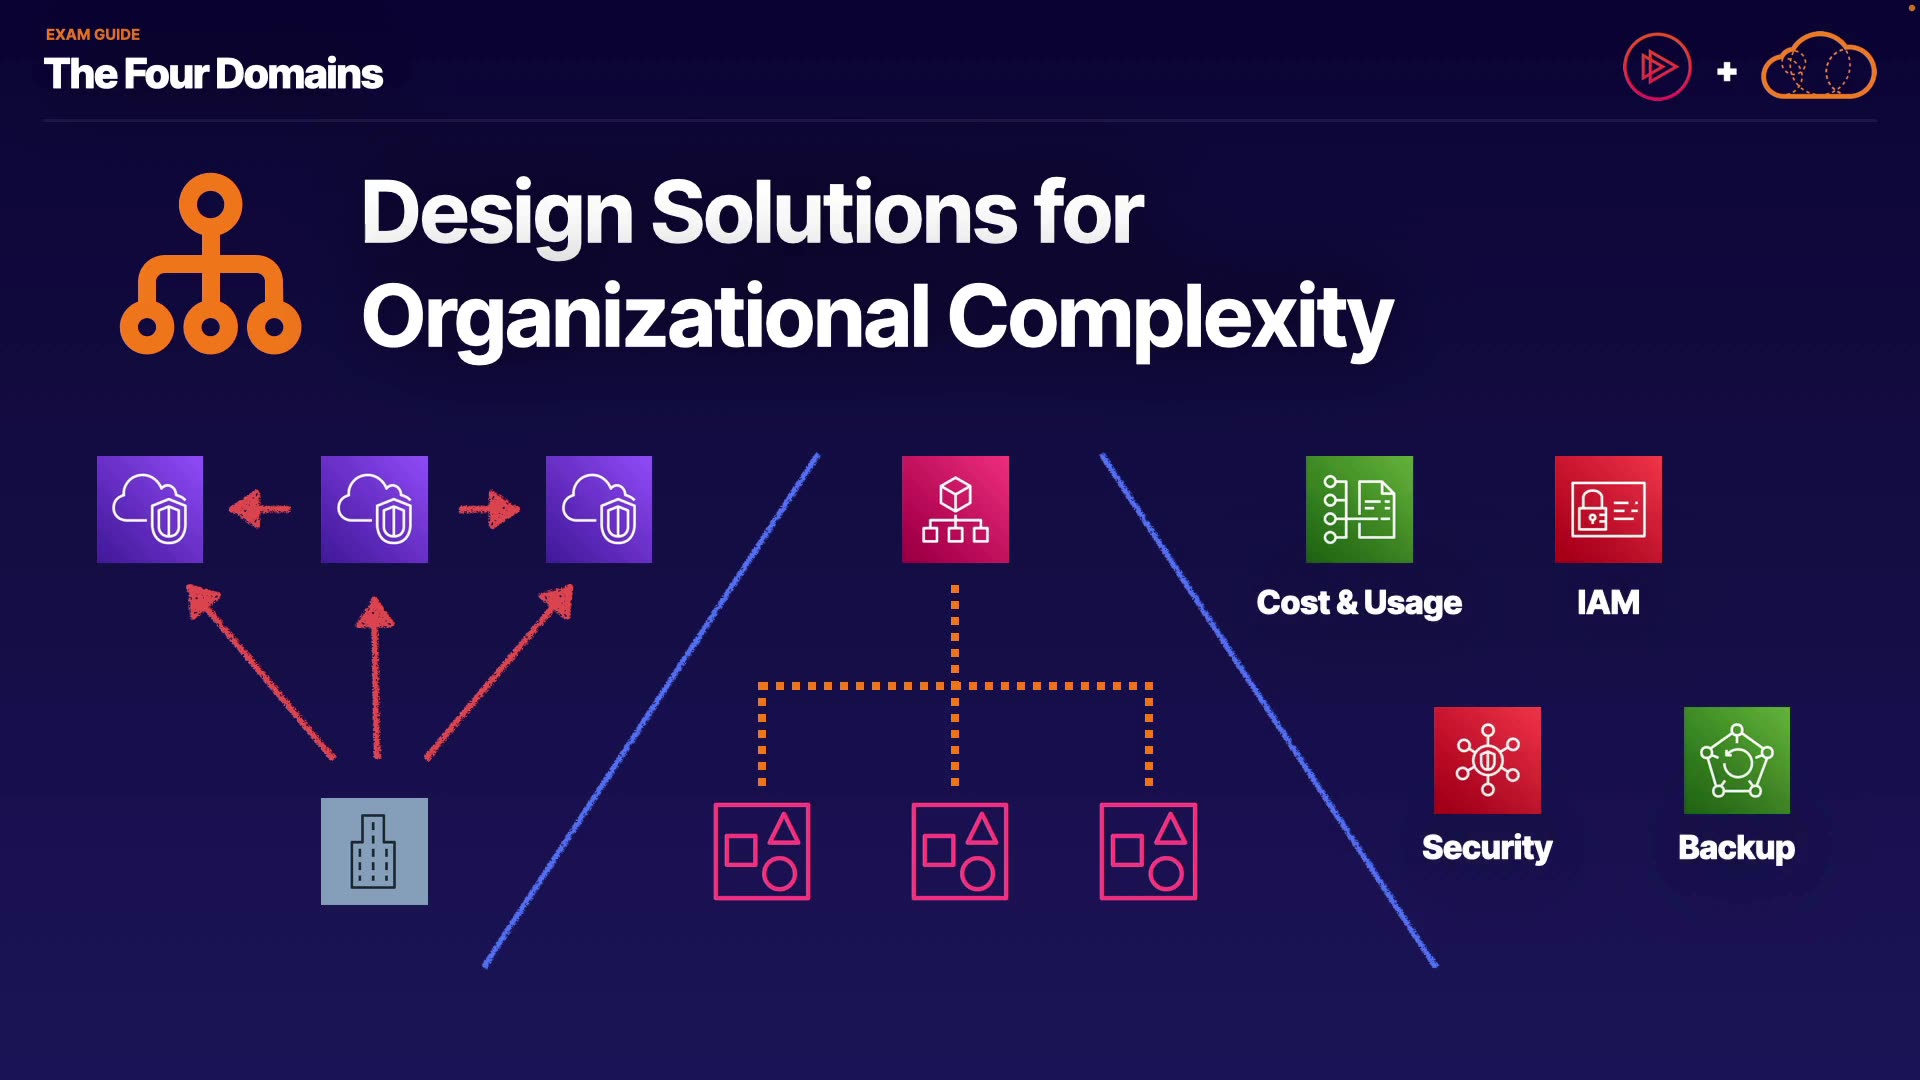 EXAM GUIDE
The Four Domains
+
Design Solutions for
Organizational Complexity
Cost & Usage
IAM
Security
Backup